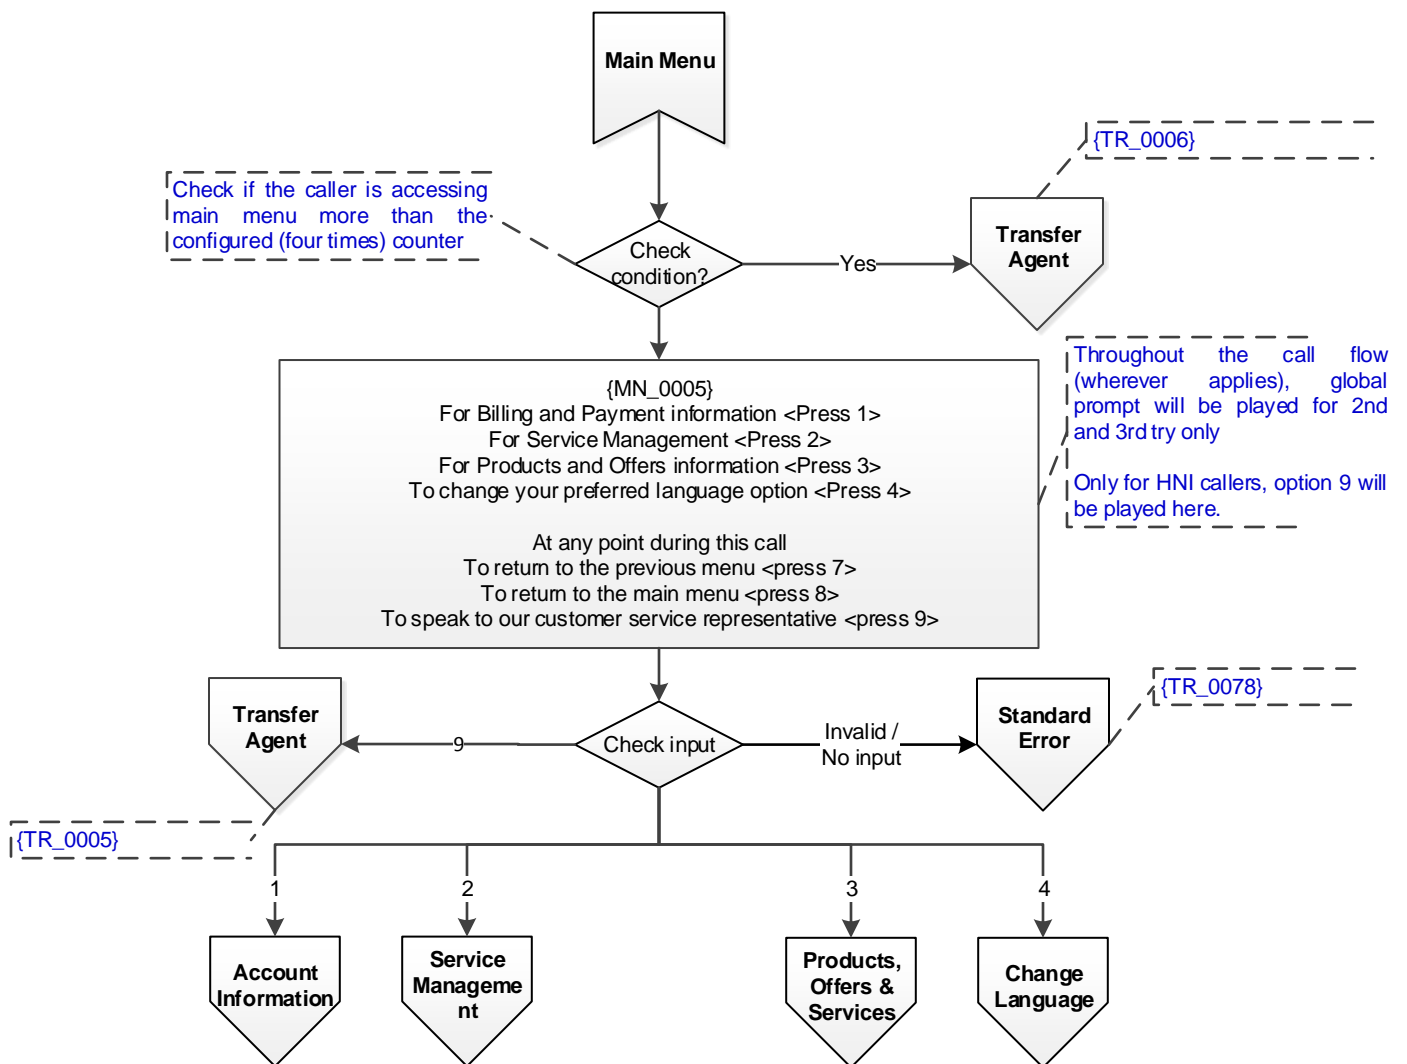 Main Menu
{TR_0006}
Check if the caller is accessing
main menu more than the
configured (four times) counter
Transfer
Agent
Check
condition?
Yes
Throughout the call flow
(wherever applies), global
prompt will be played for 2nd
and 3rd try only
Only for HNI callers, option 9 will
be played here.
{MN_0005}
For Billing and Payment information <Press 1>
For Service Management <Press 2>
For Products and Offers information <Press 3>
To change your preferred language option <Press 4>
At any point during this call
To return to the previous menu <press 7>
To return to the main menu <press 8>
To speak to our customer service representative <press 9>
{TR_0078}
Transfer
Agent
9
Check input
Invalid /
No input
Standard
Error
{TR_0005}
1
2
3
4
Account
Information
Service
Manageme
nt
Products,
Offers &
Services
Change
Language